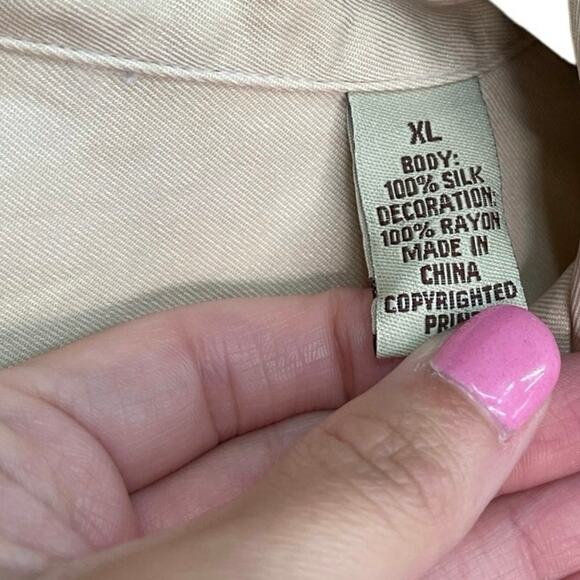 XL
BODY:
100% SILK
DECORATION:
100% RAYON
MADE IN
CHINA
COPYRIGHTED